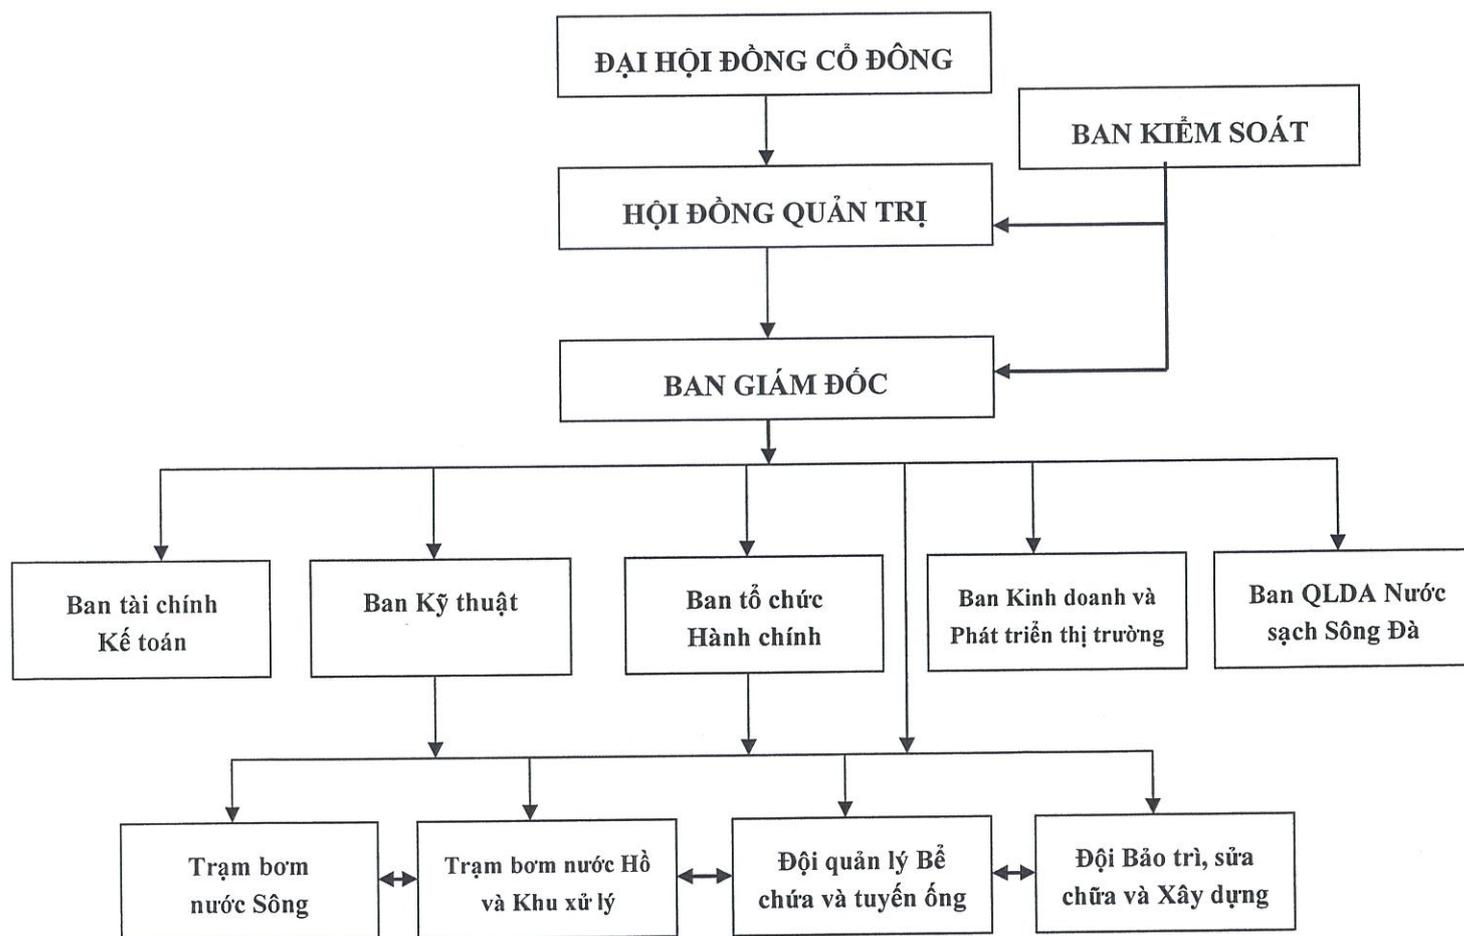 ĐẠI HỘI ĐỒNG CỔ ĐÔNG
BAN KIỂM SOÁT
HỘI ĐỒNG QUẢN TRỊ
BAN GIÁM ĐỐC
Ban tài chính
Kế toán
Ban Kỹ thuật
Ban tổ chức
Hành chính
Ban Kinh doanh và
Phát triển thị trường
Ban QLDA Nước
sạch Sông Đà
Trạm bơm
nước Sông
Trạm bơm nước Hồ
và Khu xử lý
Đội quản lý Bể
chứa và tuyến ống
Đội Bảo trì, sửa
chữa và Xây dựng